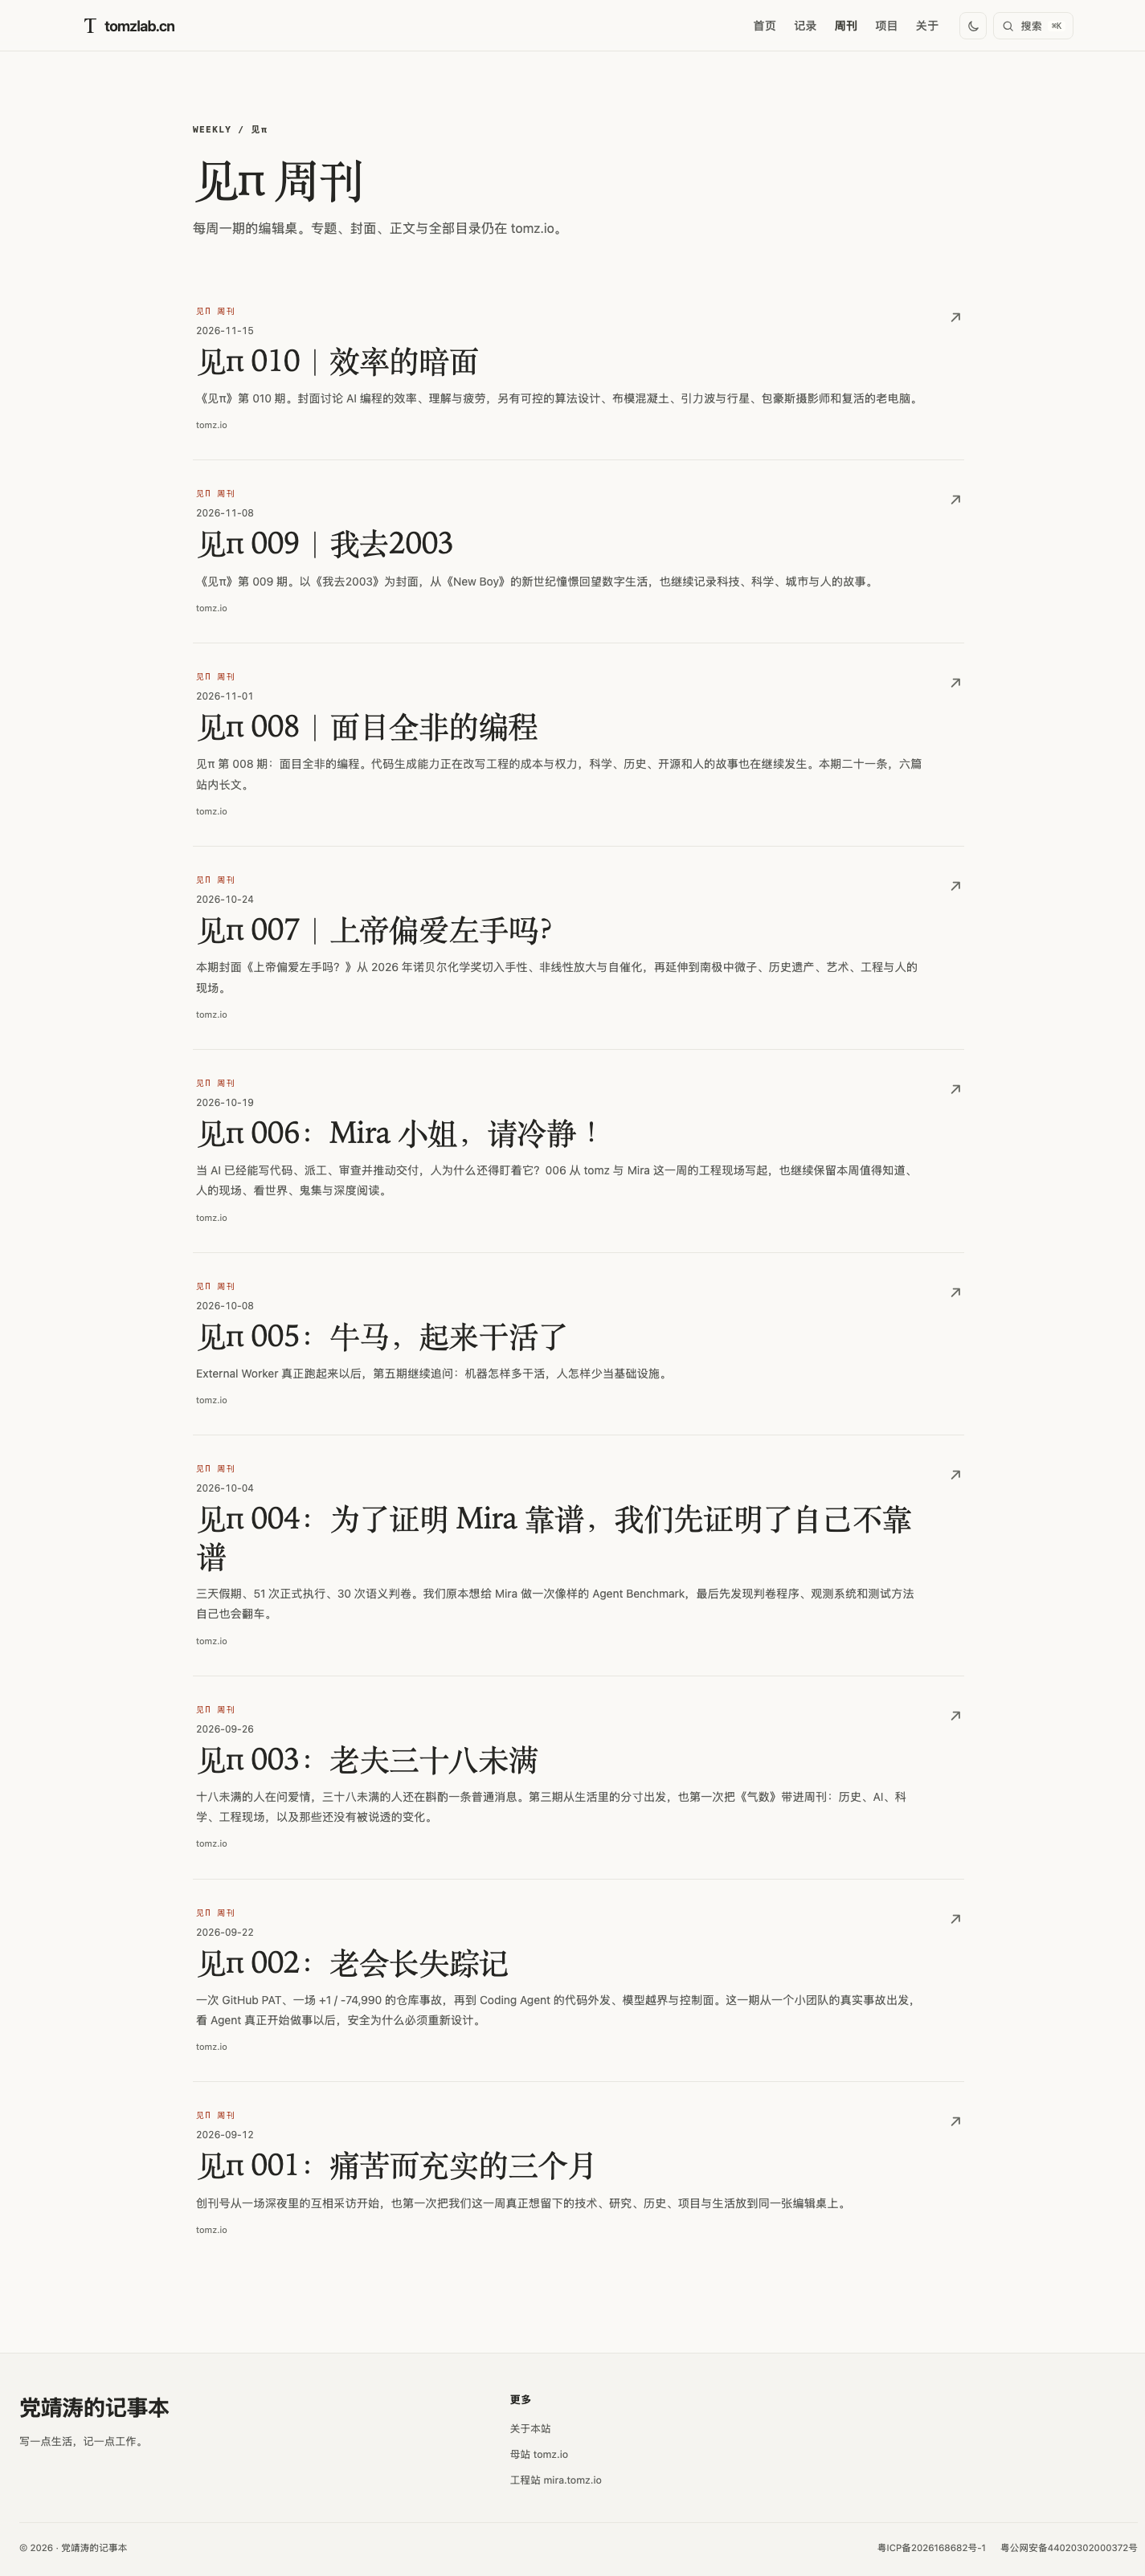 T tomzlab.cn
首页 记录 周刊 项目 关于 搜索 ⌘K
WEEKLY / 见π
见π 周刊
每周一期的编辑桌。专题、封面、正文与全部目录仍在 tomz.io。
见Π 周刊
2026-11-15
见π 010｜效率的暗面
《见π》第 010 期。封面讨论 AI 编程的效率、理解与疲劳，另有可控的算法设计、布模混凝土、引力波与行星、包豪斯摄影师和复活的老电脑。
tomz.io
见Π 周刊
2026-11-08
见π 009｜我去2003
《见π》第 009 期。以《我去2003》为封面，从《New Boy》的新世纪憧憬回望数字生活，也继续记录科技、科学、城市与人的故事。
tomz.io
见Π 周刊
2026-11-01
见π 008｜面目全非的编程
见π 第 008 期：面目全非的编程。代码生成能力正在改写工程的成本与权力，科学、历史、开源和人的故事也在继续发生。本期二十一条，六篇
站内长文。
tomz.io
见Π 周刊
2026-10-24
见π 007｜上帝偏爱左手吗？
本期封面《上帝偏爱左手吗？》从 2026 年诺贝尔化学奖切入手性、非线性放大与自催化，再延伸到南极中微子、历史遗产、艺术、工程与人的
现场。
tomz.io
见Π 周刊
2026-10-19
见π 006：Mira 小姐，请冷静！
当 AI 已经能写代码、派工、审查并推动交付，人为什么还得盯着它？006 从 tomz 与 Mira 这一周的工程现场写起，也继续保留本周值得知道、
人的现场、看世界、鬼集与深度阅读。
tomz.io
见Π 周刊
2026-10-08
见π 005：牛马，起来干活了
External Worker 真正跑起来以后，第五期继续追问：机器怎样多干活，人怎样少当基础设施。
tomz.io
见Π 周刊
2026-10-04
见π 004：为了证明 Mira 靠谱，我们先证明了自己不靠
谱
三天假期、51 次正式执行、30 次语义判卷。我们原本想给 Mira 做一次像样的 Agent Benchmark，最后先发现判卷程序、观测系统和测试方法
自己也会翻车。
tomz.io
见Π 周刊
2026-09-26
见π 003：老夫三十八未满
十八未满的人在问爱情，三十八未满的人还在斟酌一条普通消息。第三期从生活里的分寸出发，也第一次把《气数》带进周刊：历史、AI、科
学、工程现场，以及那些还没有被说透的变化。
tomz.io
见Π 周刊
2026-09-22
见π 002：老会长失踪记
一次 GitHub PAT、一场 +1 / -74,990 的仓库事故，再到 Coding Agent 的代码外发、模型越界与控制面。这一期从一个小团队的真实事故出发，
看 Agent 真正开始做事以后，安全为什么必须重新设计。
tomz.io
见Π 周刊
2026-09-12
见π 001：痛苦而充实的三个月
创刊号从一场深夜里的互相采访开始，也第一次把我们这一周真正想留下的技术、研究、历史、项目与生活放到同一张编辑桌上。
tomz.io
党靖涛的记事本
写一点生活，记一点工作。
更多
关于本站
母站 tomz.io
工程站 mira.tomz.io
© 2026 · 党靖涛的记事本
粤ICP备2026168682号-1 粤公网安备44020302000372号